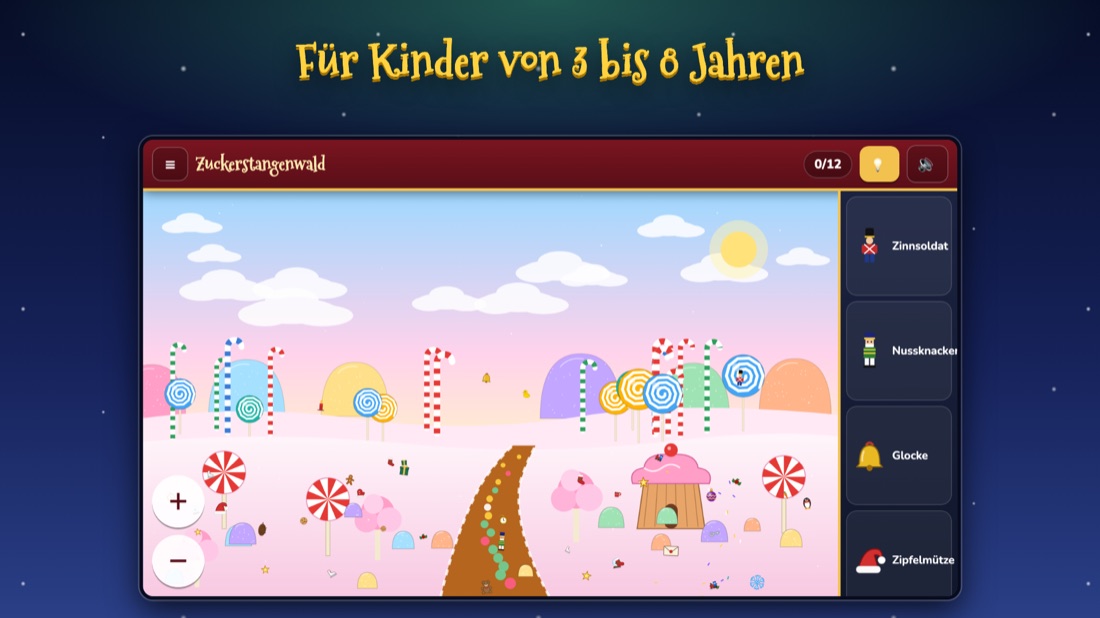 Für Kinder von 3 bis 8 Jahren
Zuckerstangenwald
0/12
Zinnsoldat
Nussknacker
Glocke
Zipfelmütze